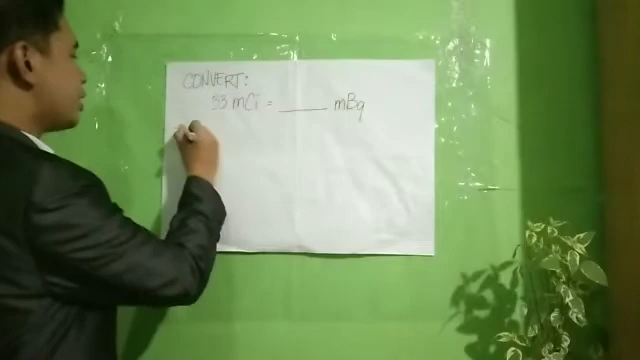 CONVERT:
53 mCi = ______ mBq